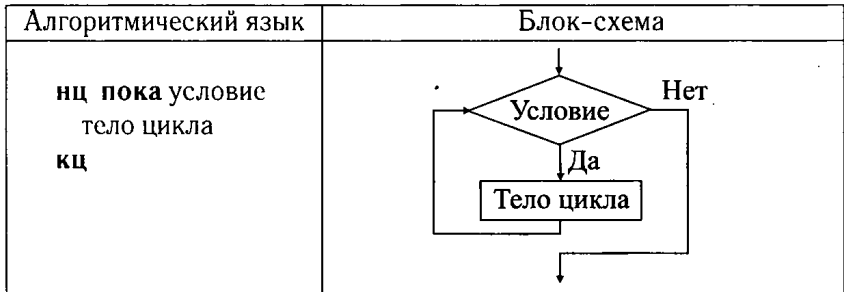 Алгоритмический язык
Блок-схема
нц пока условие
тело цикла
кц
Условие
Нет
Да
Тело цикла